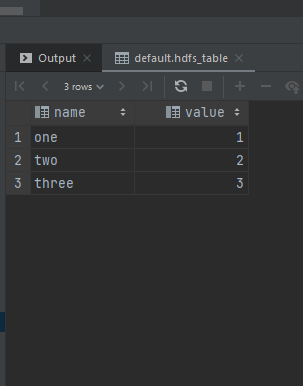 Output default.hdfs_table
3 rows
name value
1 one 1
2 two 2
3 three 3